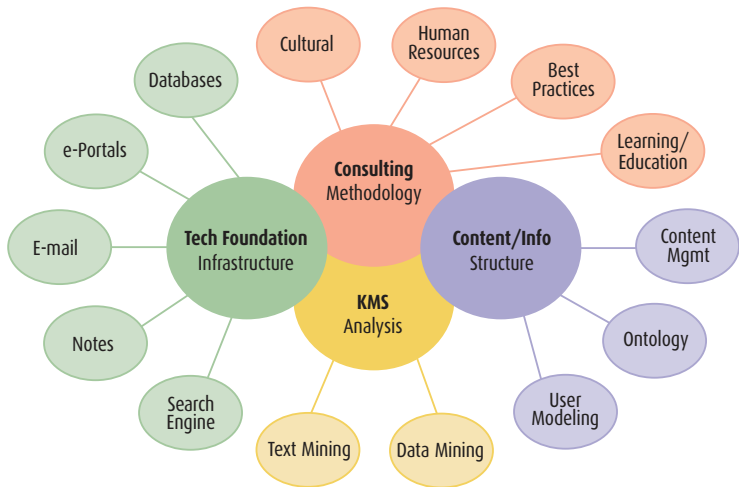 Cultural
Human
Resources
Best
Practices
Learning/
Education
Databases
e-Portals
E-mail
Notes
Search
Engine
Consulting
Methodology
Tech Foundation
Infrastructure
Content/Info
Structure
KMS
Analysis
Content
Mgmt
Ontology
User
Modeling
Text Mining
Data Mining